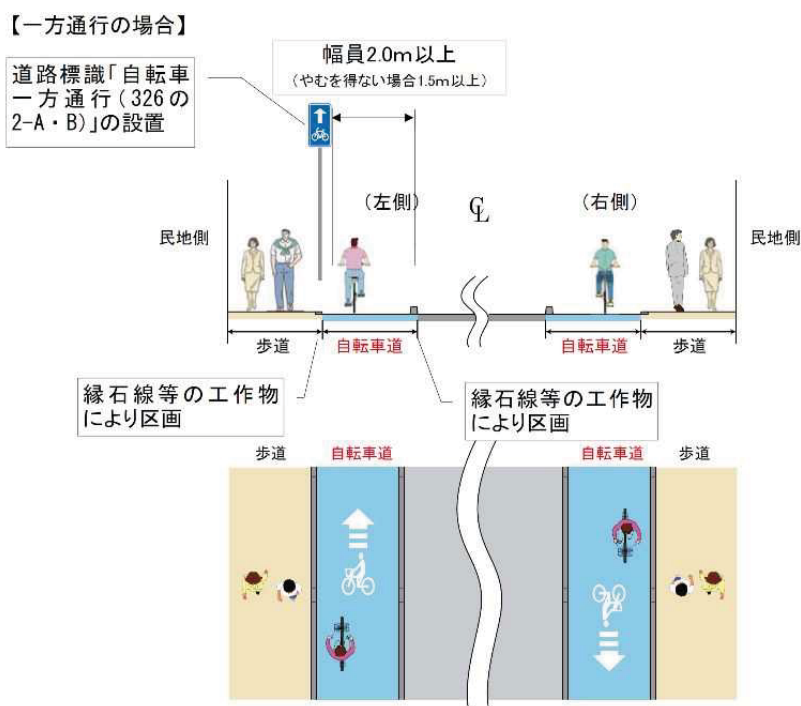 【一方通行の場合】
道路標識「自転車
一方通行(326の
2-A・B)」の設置
幅員2.0m以上
(やむを得ない場合1.5m以上)
(左側)
℄
(右側)
民地側
民地側
歩道
自転車道
自転車道
歩道
縁石線等の工作物
により区画
縁石線等の工作物
により区画
歩道
自転車道
自転車道
歩道